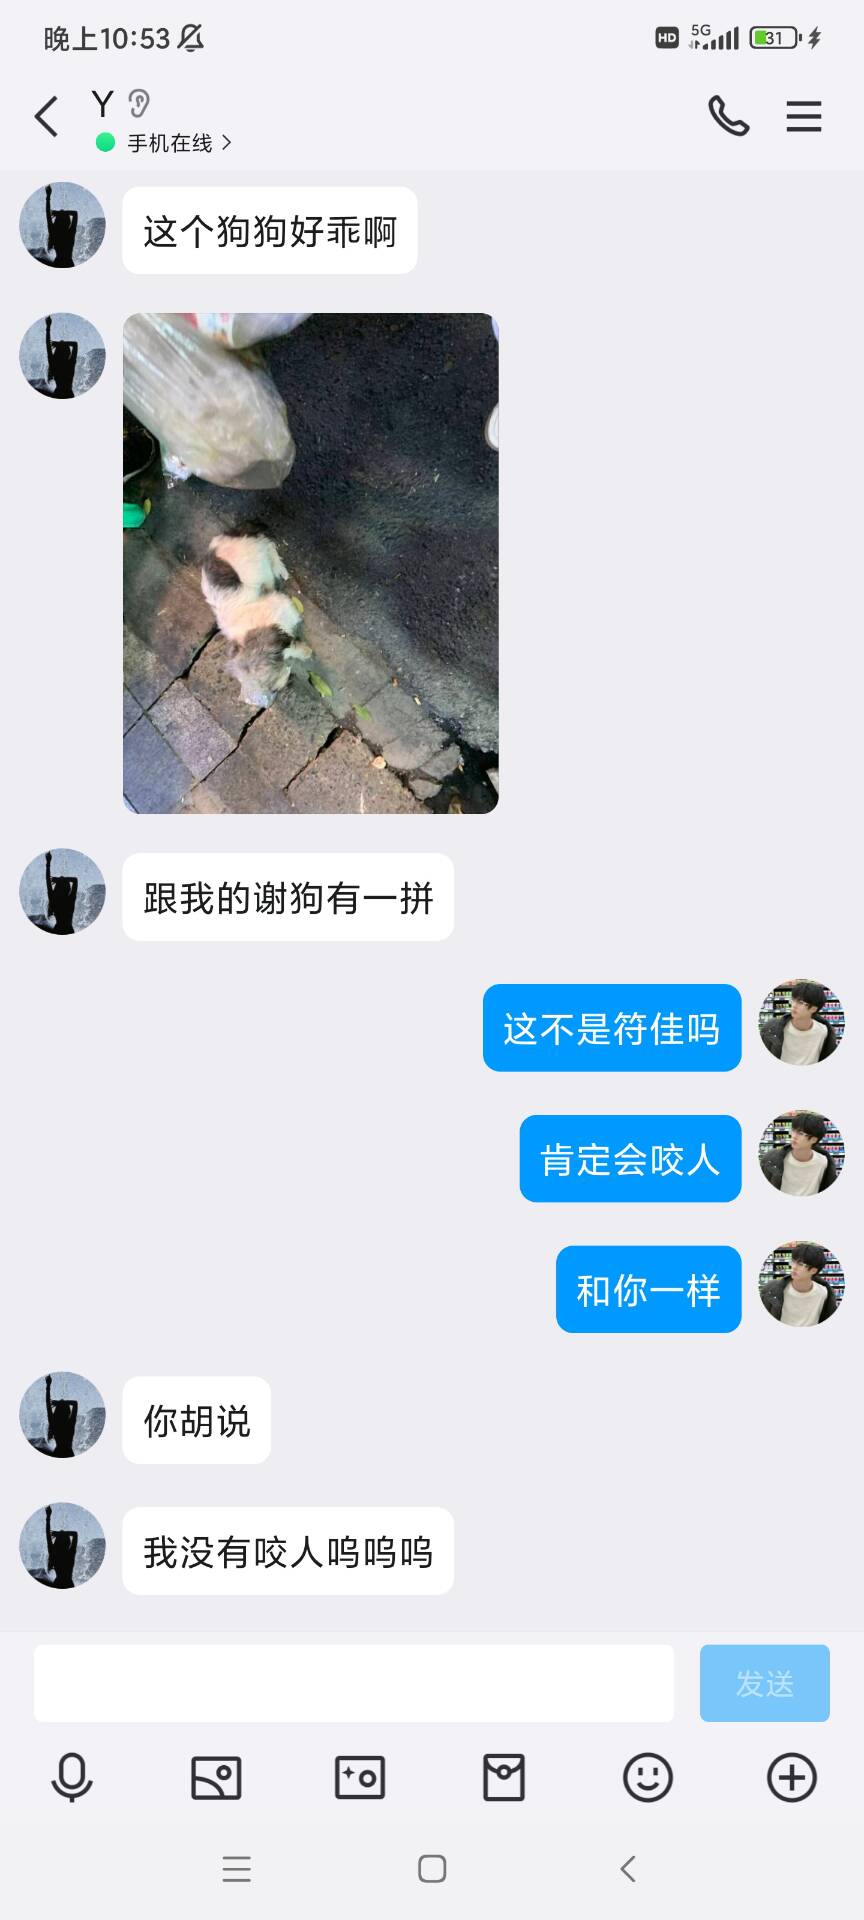 晚上10:53
HD 5G 31
Y
手机在线
这个狗狗好乖啊
跟我的谢狗有一拼
这不是符佳吗
肯定会咬人
和你一样
你胡说
我没有咬人呜呜呜
发送